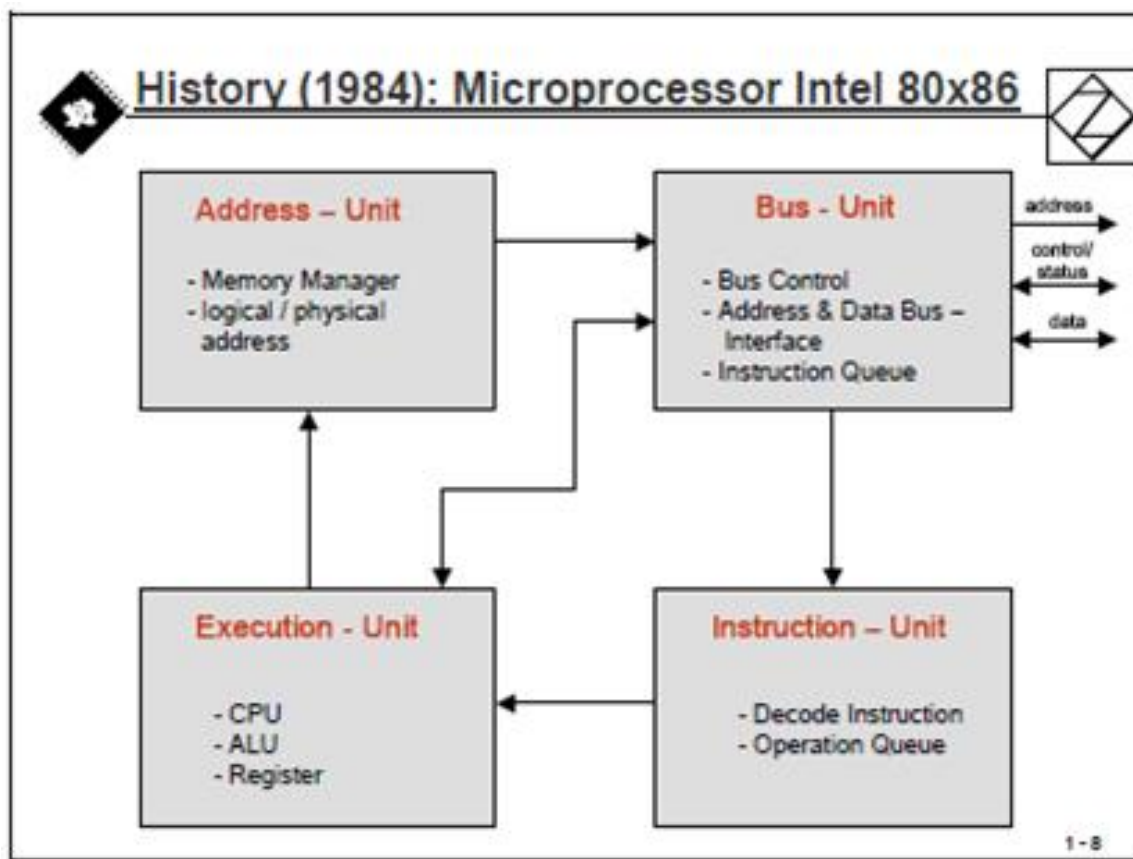 History (1984): Microprocessor Intel 80x86
Address – Unit
- Memory Manager
- logical / physical
address
Bus - Unit
- Bus Control
- Address & Data Bus –
Interface
- Instruction Queue
address
control/
status
data
Execution - Unit
- CPU
- ALU
- Register
Instruction – Unit
- Decode Instruction
- Operation Queue
1 - 8